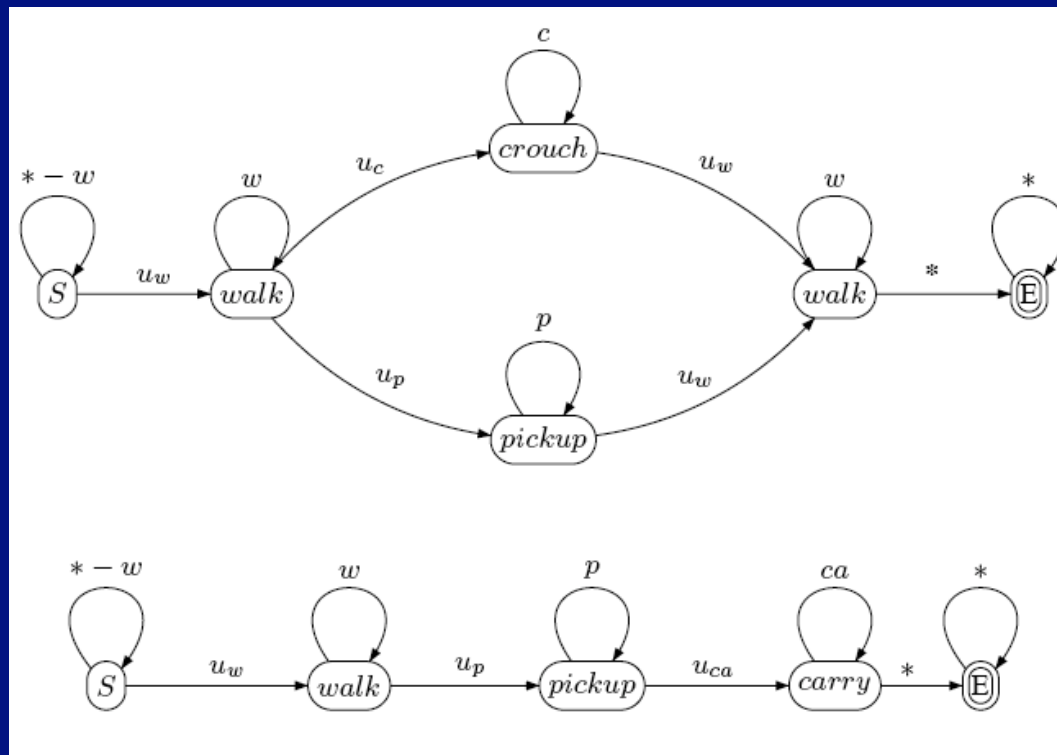 c
crouch
* − w
w
u_c
u_w
w
*
S
u_w
walk
walk
*
E
p
u_p
u_w
pickup
* − w
w
p
ca
*
S
u_w
walk
u_p
pickup
u_ca
carry
*
E